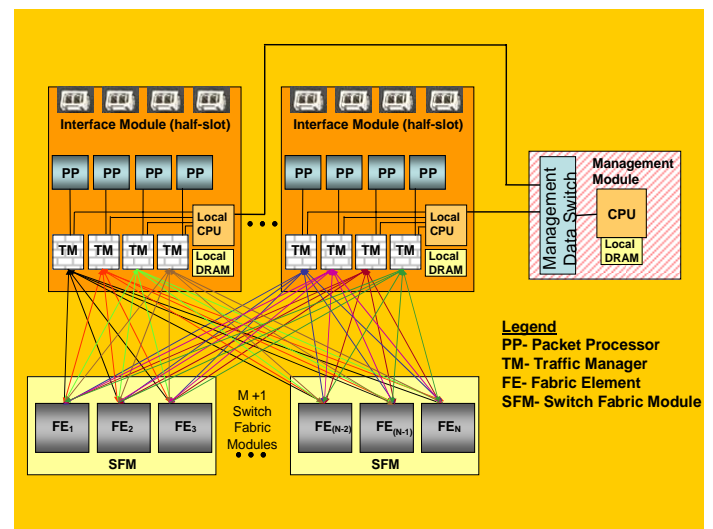 Interface Module (half-slot)
PP PP PP PP
Local
CPU
TM TM TM TM
Local
DRAM
Interface Module (half-slot)
PP PP PP PP
Local
CPU
TM TM TM TM
Local
DRAM
Management
Data Switch
Management
Module
CPU
Local
DRAM
Legend
PP- Packet Processor
TM- Traffic Manager
FE- Fabric Element
SFM- Switch Fabric Module
FE1 FE2 FE3
SFM
M +1
Switch
Fabric
Modules
FE(N-2) FE(N-1) FEN
SFM